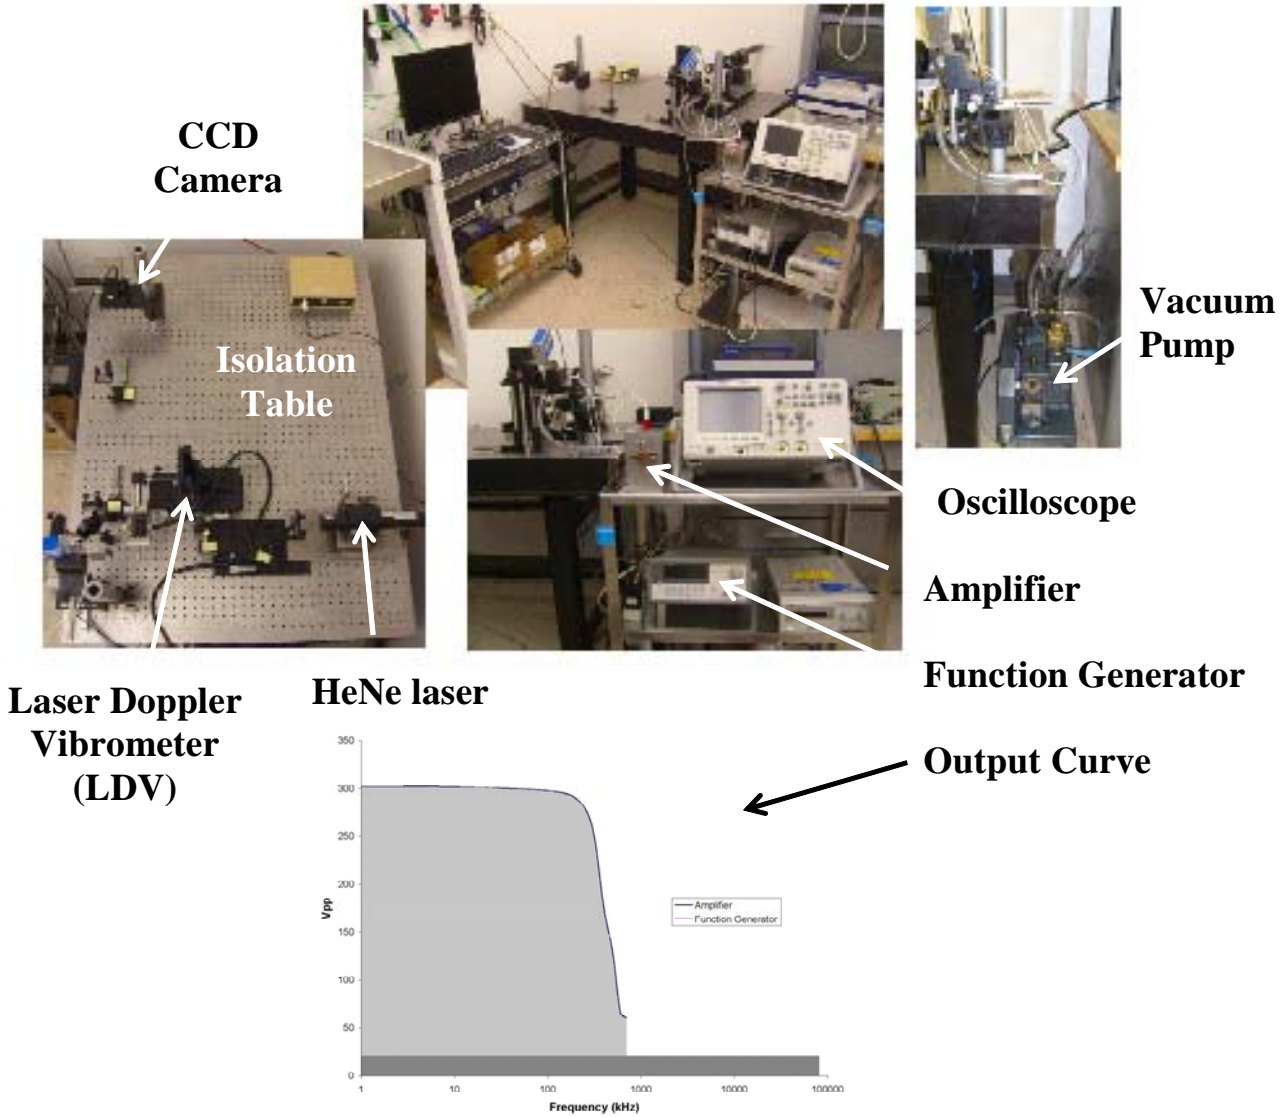 CCD
Camera
Isolation
Table
Vacuum
Pump
Oscilloscope
Amplifier
Function Generator
Output Curve
Laser Doppler
Vibrometer
(LDV)
HeNe laser
350
300
250
200
150
100
50
0
Vpp
Amplifier
Function Generator
1
10
100
1000
10000
100000
Frequency (kHz)